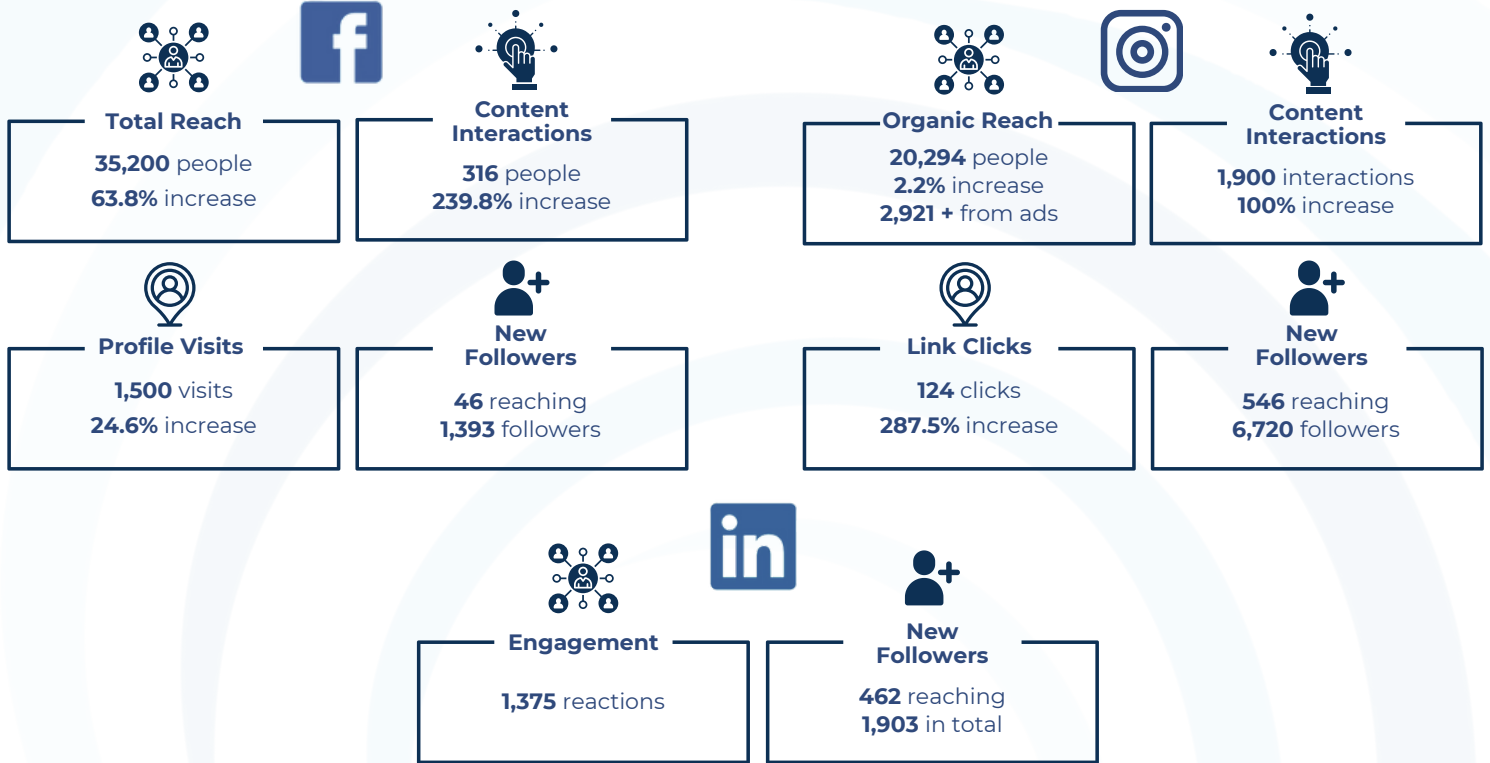 f
Total Reach
35,200 people
63.8% increase
Content
Interactions
316 people
239.8% increase
Profile Visits
1,500 visits
24.6% increase
New
Followers
46 reaching
1,393 followers
Organic Reach
20,294 people
2.2% increase
2,921 + from ads
Content
Interactions
1,900 interactions
100% increase
Link Clicks
124 clicks
287.5% increase
New
Followers
546 reaching
6,720 followers
in
Engagement
1,375 reactions
New
Followers
462 reaching
1,903 in total